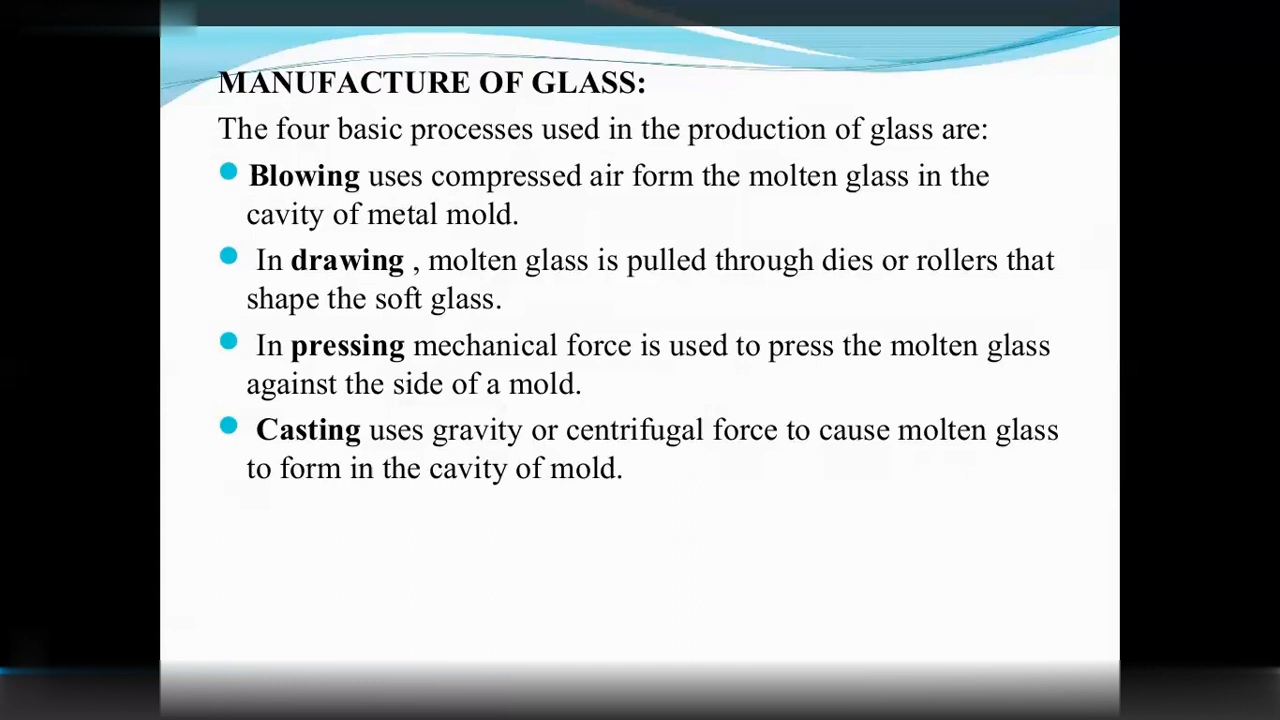 MANUFACTURE OF GLASS:
The four basic processes used in the production of glass are:
Blowing uses compressed air form the molten glass in the
cavity of metal mold.
In drawing , molten glass is pulled through dies or rollers that
shape the soft glass.
In pressing mechanical force is used to press the molten glass
against the side of a mold.
Casting uses gravity or centrifugal force to cause molten glass
to form in the cavity of mold.